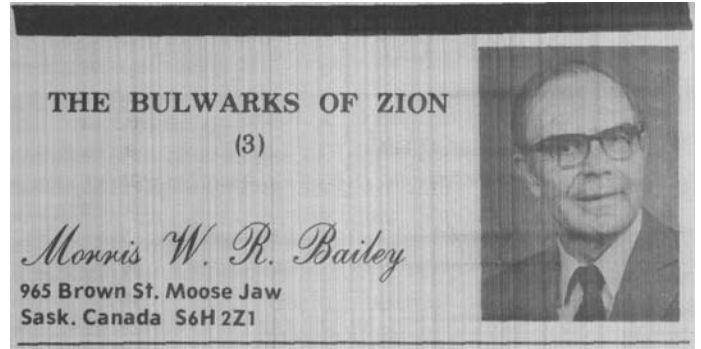 THE BULWARKS OF ZION
(3)
Morris W. R. Bailey
965 Brown St. Moose Jaw
Sask. Canada S6H 2Z1